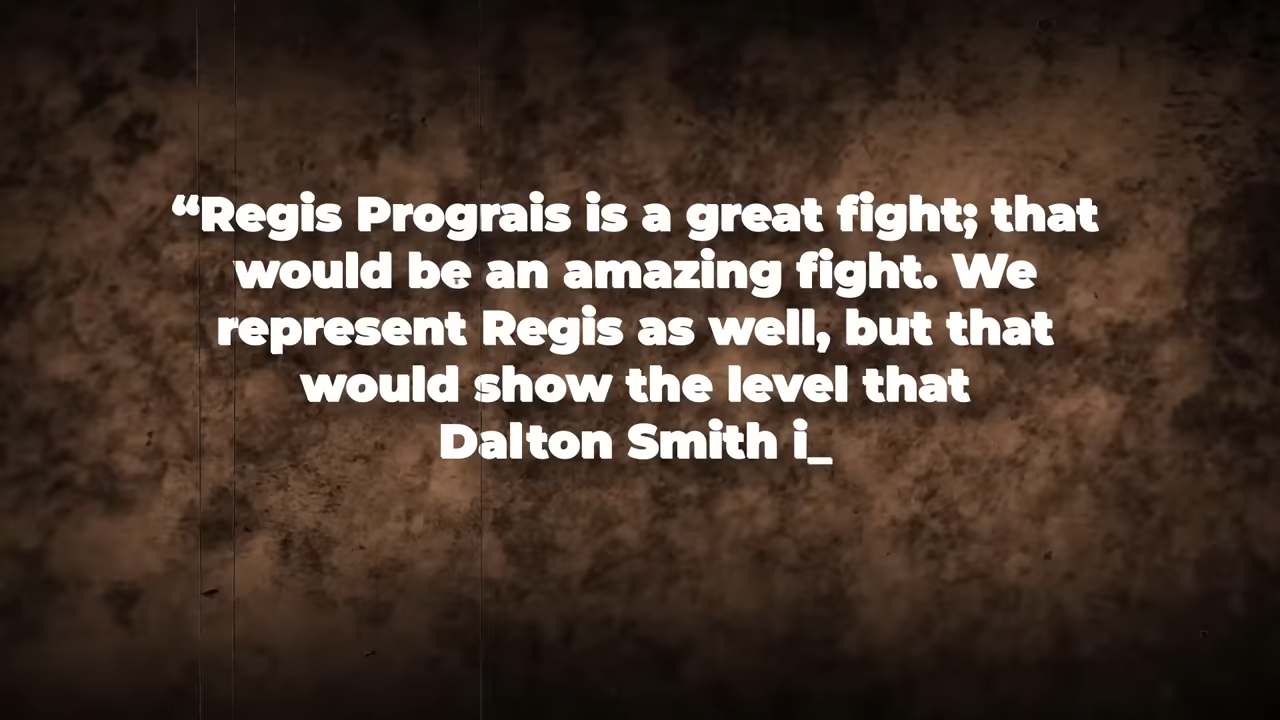 “Regis Prograis is a great fight; that
would be an amazing fight. We
represent Regis as well, but that
would show the level that
Dalton Smith i_